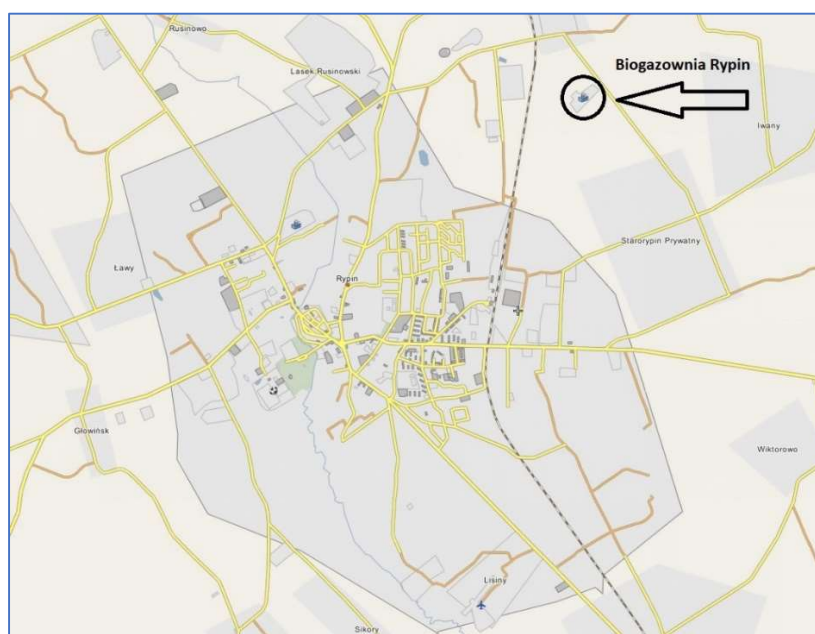 Rusinowo
Lasek Rusinowski
Biogazownia Rypin
Iwany
Starorypin Prywatny
Ławy
Rypin
Głowińsk
Wiktorowo
Lisiny
Sikory